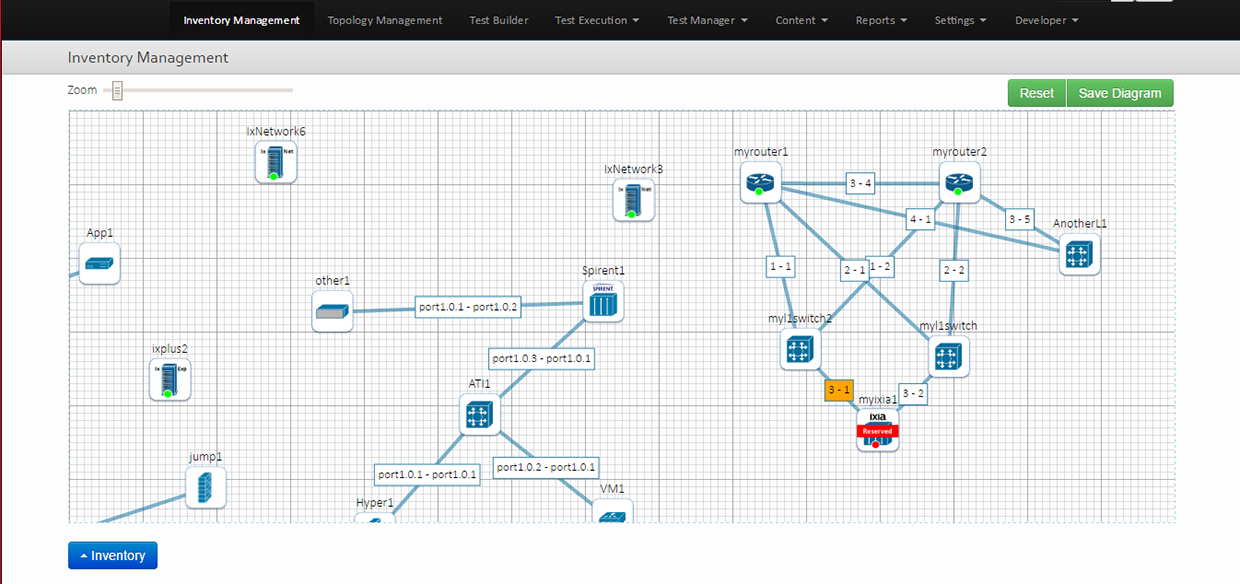 Inventory Management Topology Management Test Builder Test Execution Test Manager Content Reports Settings Developer
Inventory Management
Zoom
Reset Save Diagram
IxNetwork6
Ix Net
IxNetwork3
Ix Net
myrouter1
myrouter2
3 - 4
4 - 1
3 - 5
AnotherL1
App1
1 - 1
2 - 1
1 - 2
2 - 2
other1
Spirent1
SPIRENT
port1.0.1 - port1.0.2
myl1switch2
myl1switch
ixplus2
Ix Exp
port1.0.3 - port1.0.1
ATI1
3 - 1
3 - 2
myixia1
ixia
Reserved
jump1
port1.0.1 - port1.0.1
port1.0.2 - port1.0.1
Hyper1
VM1
Inventory